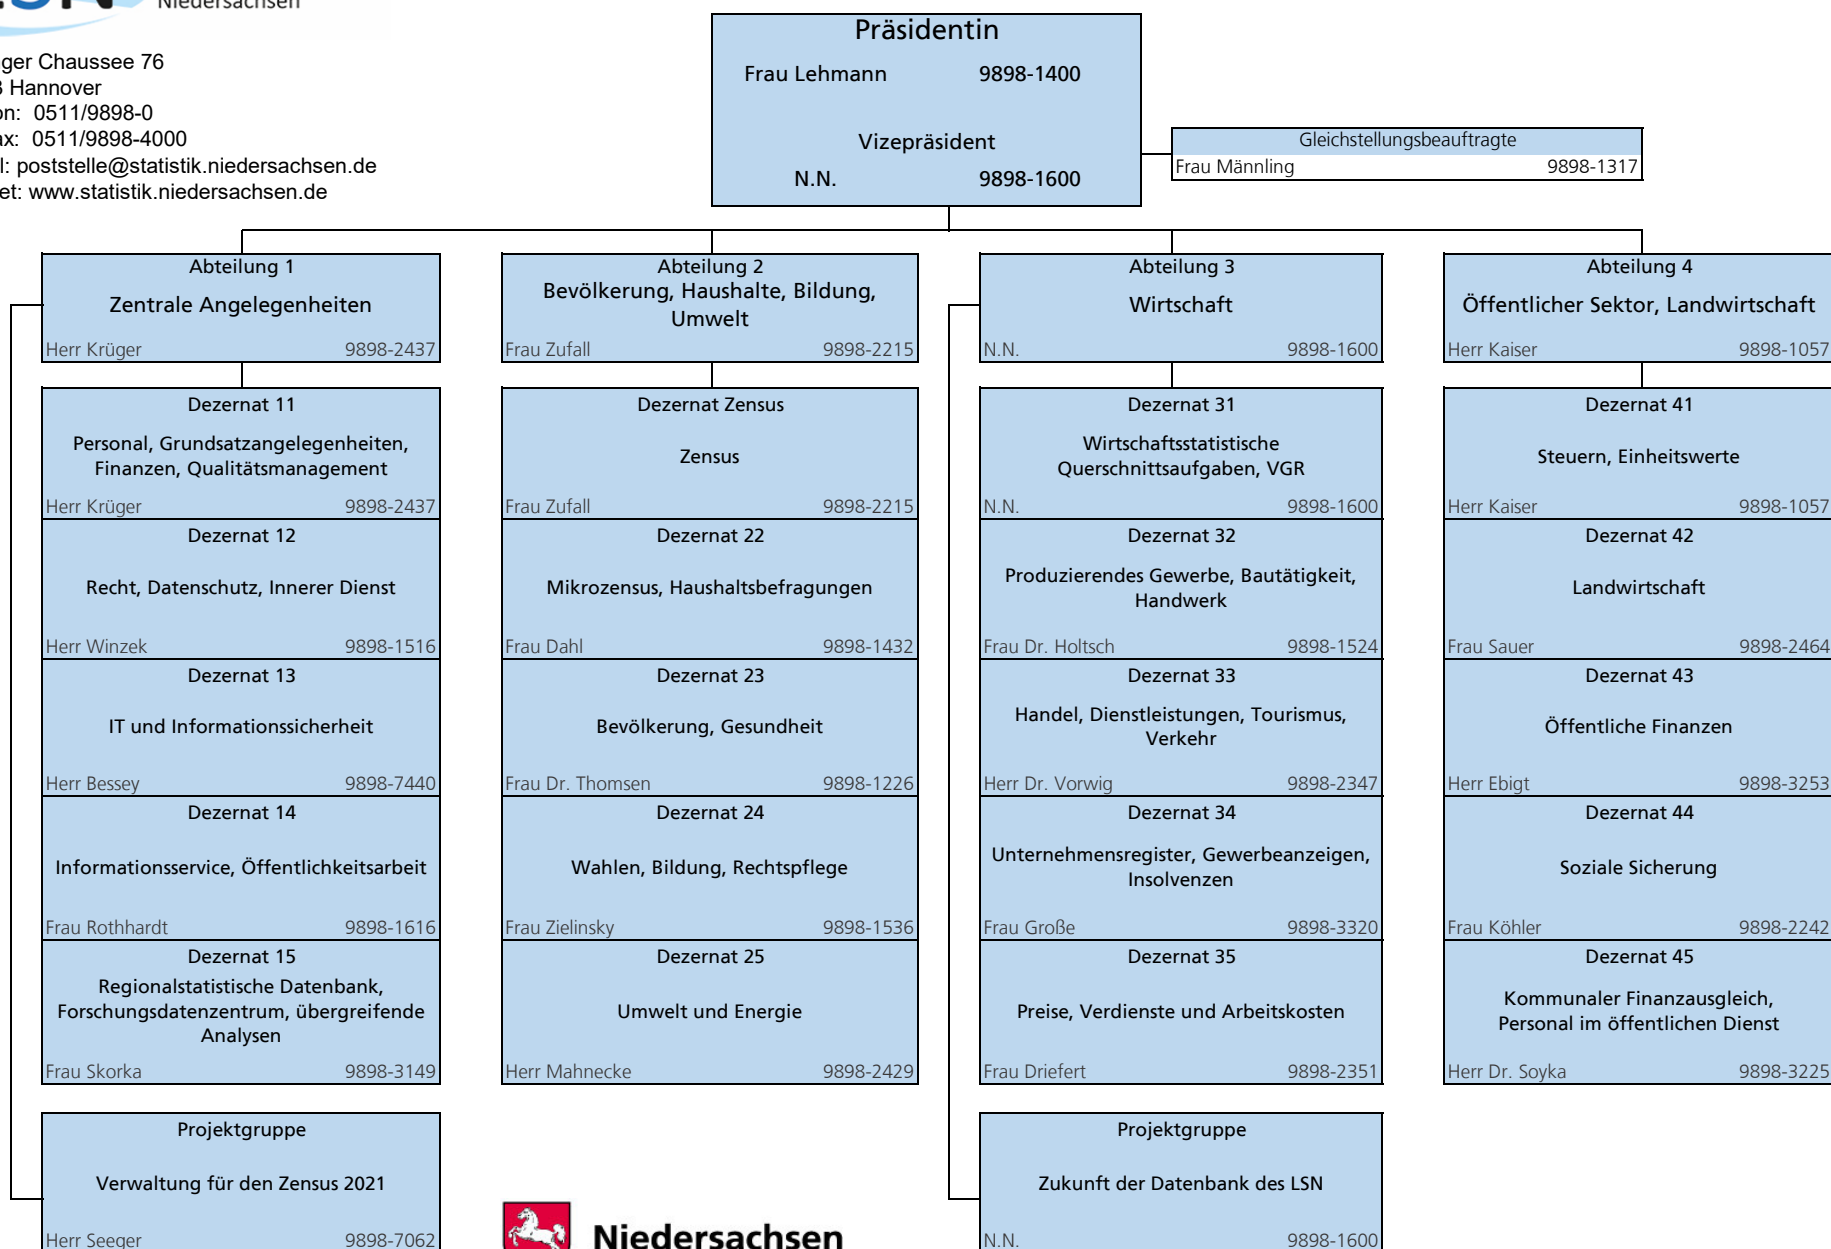 Niedersachsen
ger Chaussee 76
Hannover
on: 0511/9898-0
ax: 0511/9898-4000
l: poststelle@statistik.niedersachsen.de
et: www.statistik.niedersachsen.de
Präsidentin
Frau Lehmann 9898-1400
Vizepräsident
N.N. 9898-1600
Gleichstellungsbeauftragte
Frau Männling 9898-1317
Abteilung 1
Zentrale Angelegenheiten
Herr Krüger 9898-2437
Dezernat 11
Personal, Grundsatzangelegenheiten,
Finanzen, Qualitätsmanagement
Herr Krüger 9898-2437
Dezernat 12
Recht, Datenschutz, Innerer Dienst
Herr Winzek 9898-1516
Dezernat 13
IT und Informationssicherheit
Herr Bessey 9898-7440
Dezernat 14
Informationsservice, Öffentlichkeitsarbeit
Frau Rothhardt 9898-1616
Dezernat 15
Regionalstatistische Datenbank,
Forschungsdatenzentrum, übergreifende
Analysen
Frau Skorka 9898-3149
Projektgruppe
Verwaltung für den Zensus 2021
Herr Seeger 9898-7062
Abteilung 2
Bevölkerung, Haushalte, Bildung,
Umwelt
Frau Zufall 9898-2215
Dezernat Zensus
Zensus
Frau Zufall 9898-2215
Dezernat 22
Mikrozensus, Haushaltsbefragungen
Frau Dahl 9898-1432
Dezernat 23
Bevölkerung, Gesundheit
Frau Dr. Thomsen 9898-1226
Dezernat 24
Wahlen, Bildung, Rechtspflege
Frau Zielinsky 9898-1536
Dezernat 25
Umwelt und Energie
Herr Mahnecke 9898-2429
Niedersachsen
Abteilung 3
Wirtschaft
N.N. 9898-1600
Dezernat 31
Wirtschaftsstatistische
Querschnittsaufgaben, VGR
N.N. 9898-1600
Dezernat 32
Produzierendes Gewerbe, Bautätigkeit,
Handwerk
Frau Dr. Holtsch 9898-1524
Dezernat 33
Handel, Dienstleistungen, Tourismus,
Verkehr
Herr Dr. Vorwig 9898-2347
Dezernat 34
Unternehmensregister, Gewerbeanzeigen,
Insolvenzen
Frau Große 9898-3320
Dezernat 35
Preise, Verdienste und Arbeitskosten
Frau Driefert 9898-2351
Projektgruppe
Zukunft der Datenbank des LSN
N.N. 9898-1600
Abteilung 4
Öffentlicher Sektor, Landwirtschaft
Herr Kaiser 9898-1057
Dezernat 41
Steuern, Einheitswerte
Herr Kaiser 9898-1057
Dezernat 42
Landwirtschaft
Frau Sauer 9898-2464
Dezernat 43
Öffentliche Finanzen
Herr Ebigt 9898-3253
Dezernat 44
Soziale Sicherung
Frau Köhler 9898-2242
Dezernat 45
Kommunaler Finanzausgleich,
Personal im öffentlichen Dienst
Herr Dr. Soyka 9898-3225